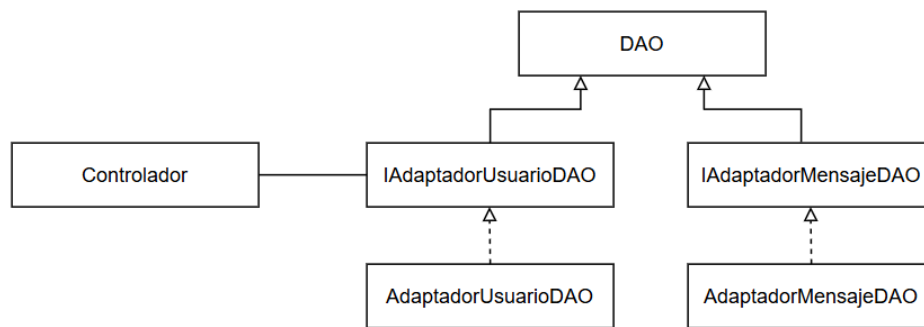 DAO
Controlador
IAdaptadorUsuarioDAO
IAdaptadorMensajeDAO
AdaptadorUsuarioDAO
AdaptadorMensajeDAO